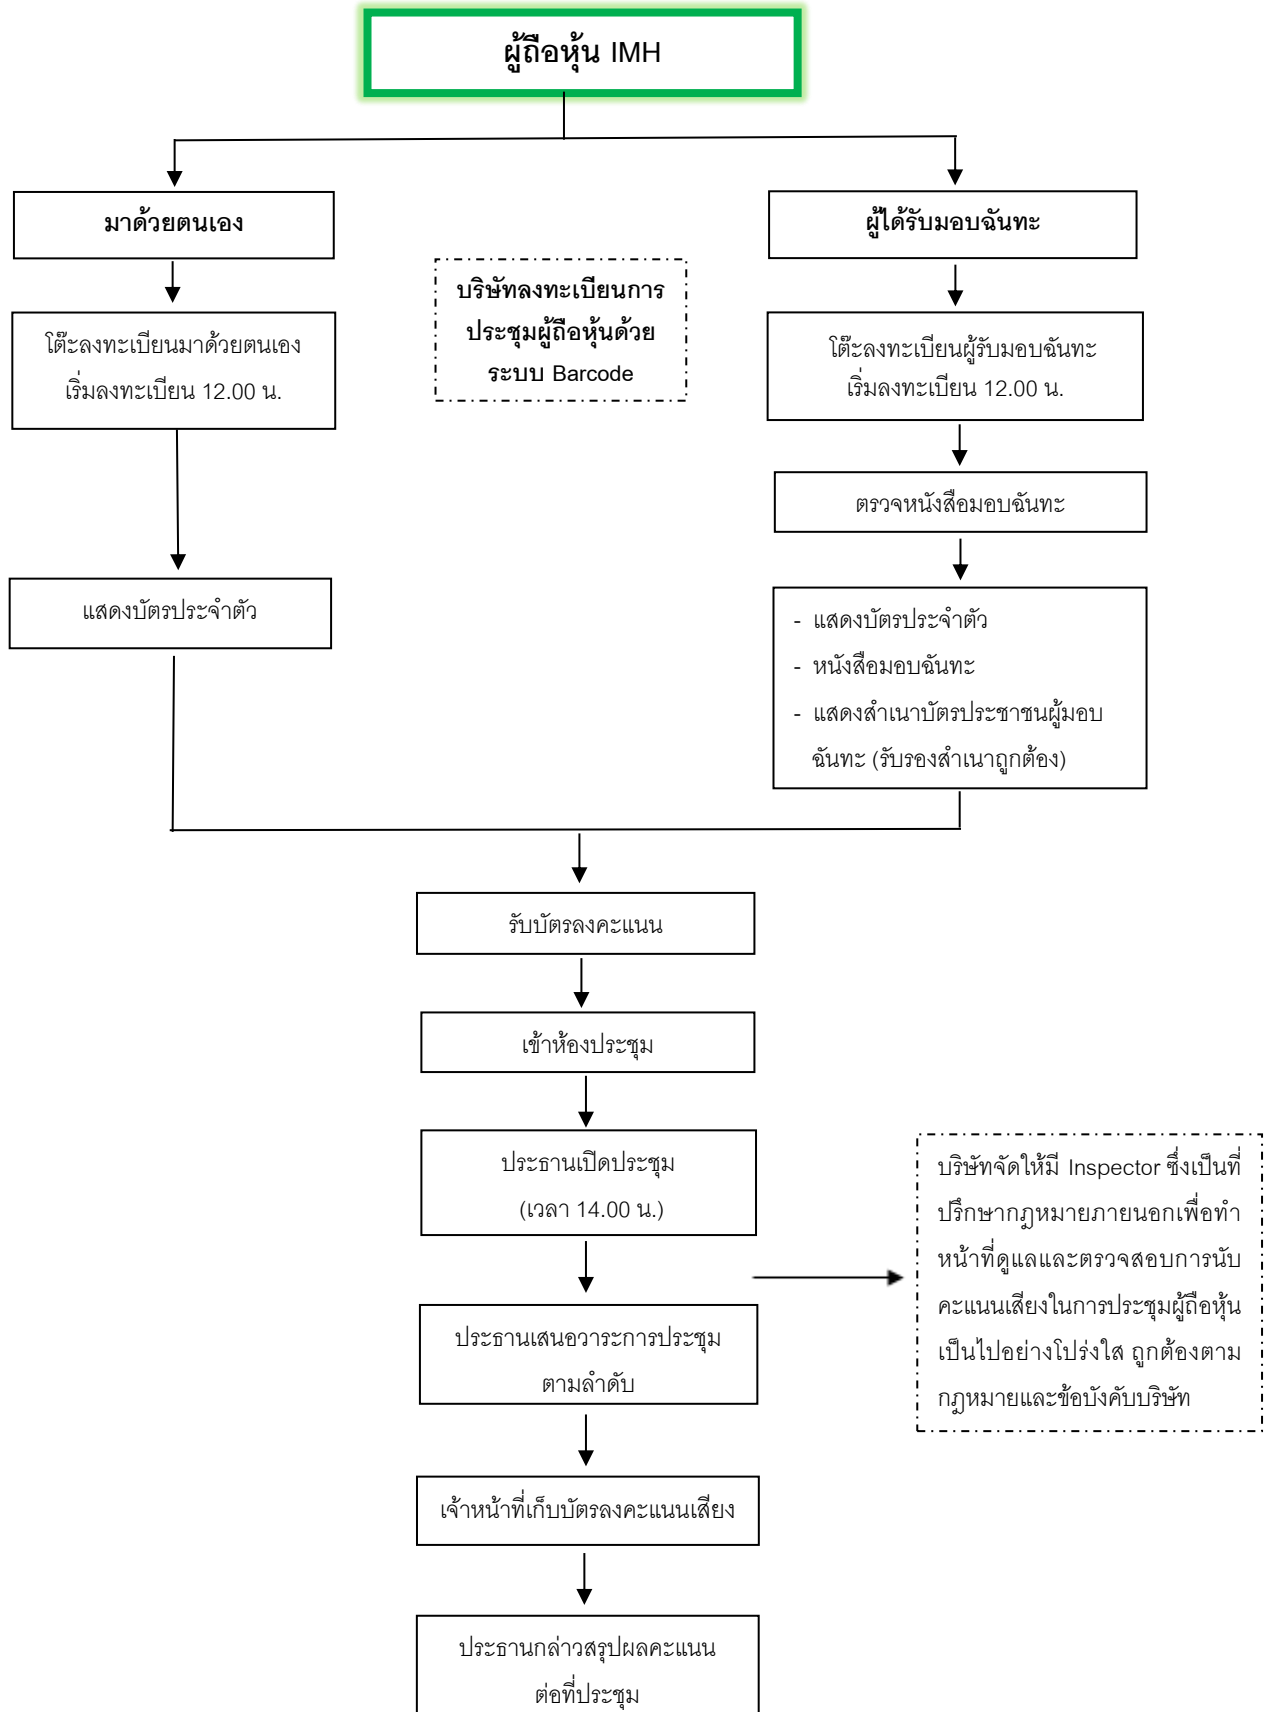 ผู้ถือหุ้น IMH
มาด้วยตนเอง
ผู้ได้รับมอบฉันทะ
บริษัทลงทะเบียนการ
ประชุมผู้ถือหุ้นด้วย
ระบบ Barcode
โต๊ะลงทะเบียนมาด้วยตนเอง
เริ่มลงทะเบียน 12.00 น.
โต๊ะลงทะเบียนผู้รับมอบฉันทะ
เริ่มลงทะเบียน 12.00 น.
ตรวจหนังสือมอบฉันทะ
แสดงบัตรประจำตัว
- แสดงบัตรประจำตัว
- หนังสือมอบฉันทะ
- แสดงสำเนาบัตรประชาชนผู้มอบ
ฉันทะ (รับรองสำเนาถูกต้อง)
รับบัตรลงคะแนน
เข้าห้องประชุม
ประธานเปิดประชุม
(เวลา 14.00 น.)
บริษัทจัดให้มี Inspector ซึ่งเป็นที่
ปรึกษากฎหมายภายนอกเพื่อทำ
หน้าที่ดูแลและตรวจสอบการนับ
คะแนนเสียงในการประชุมผู้ถือหุ้น
เป็นไปอย่างโปร่งใส ถูกต้องตาม
กฎหมายและข้อบังคับบริษัท
ประธานเสนอวาระการประชุม
ตามลำดับ
เจ้าหน้าที่เก็บบัตรลงคะแนนเสียง
ประธานกล่าวสรุปผลคะแนน
ต่อที่ประชุม